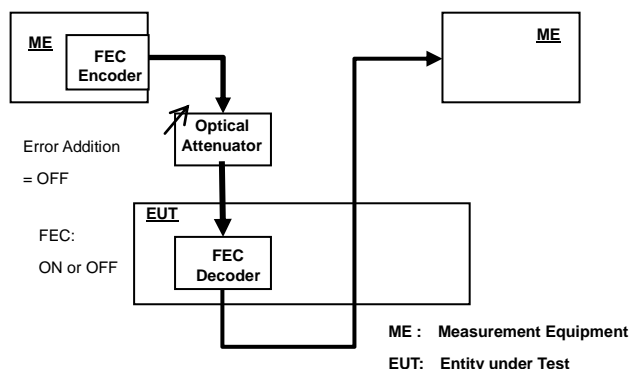 ME
FEC
Encoder
ME
Optical
Attenuator
Error Addition
= OFF
EUT
FEC:
ON or OFF
FEC
Decoder
ME : Measurement Equipment
EUT: Entity under Test